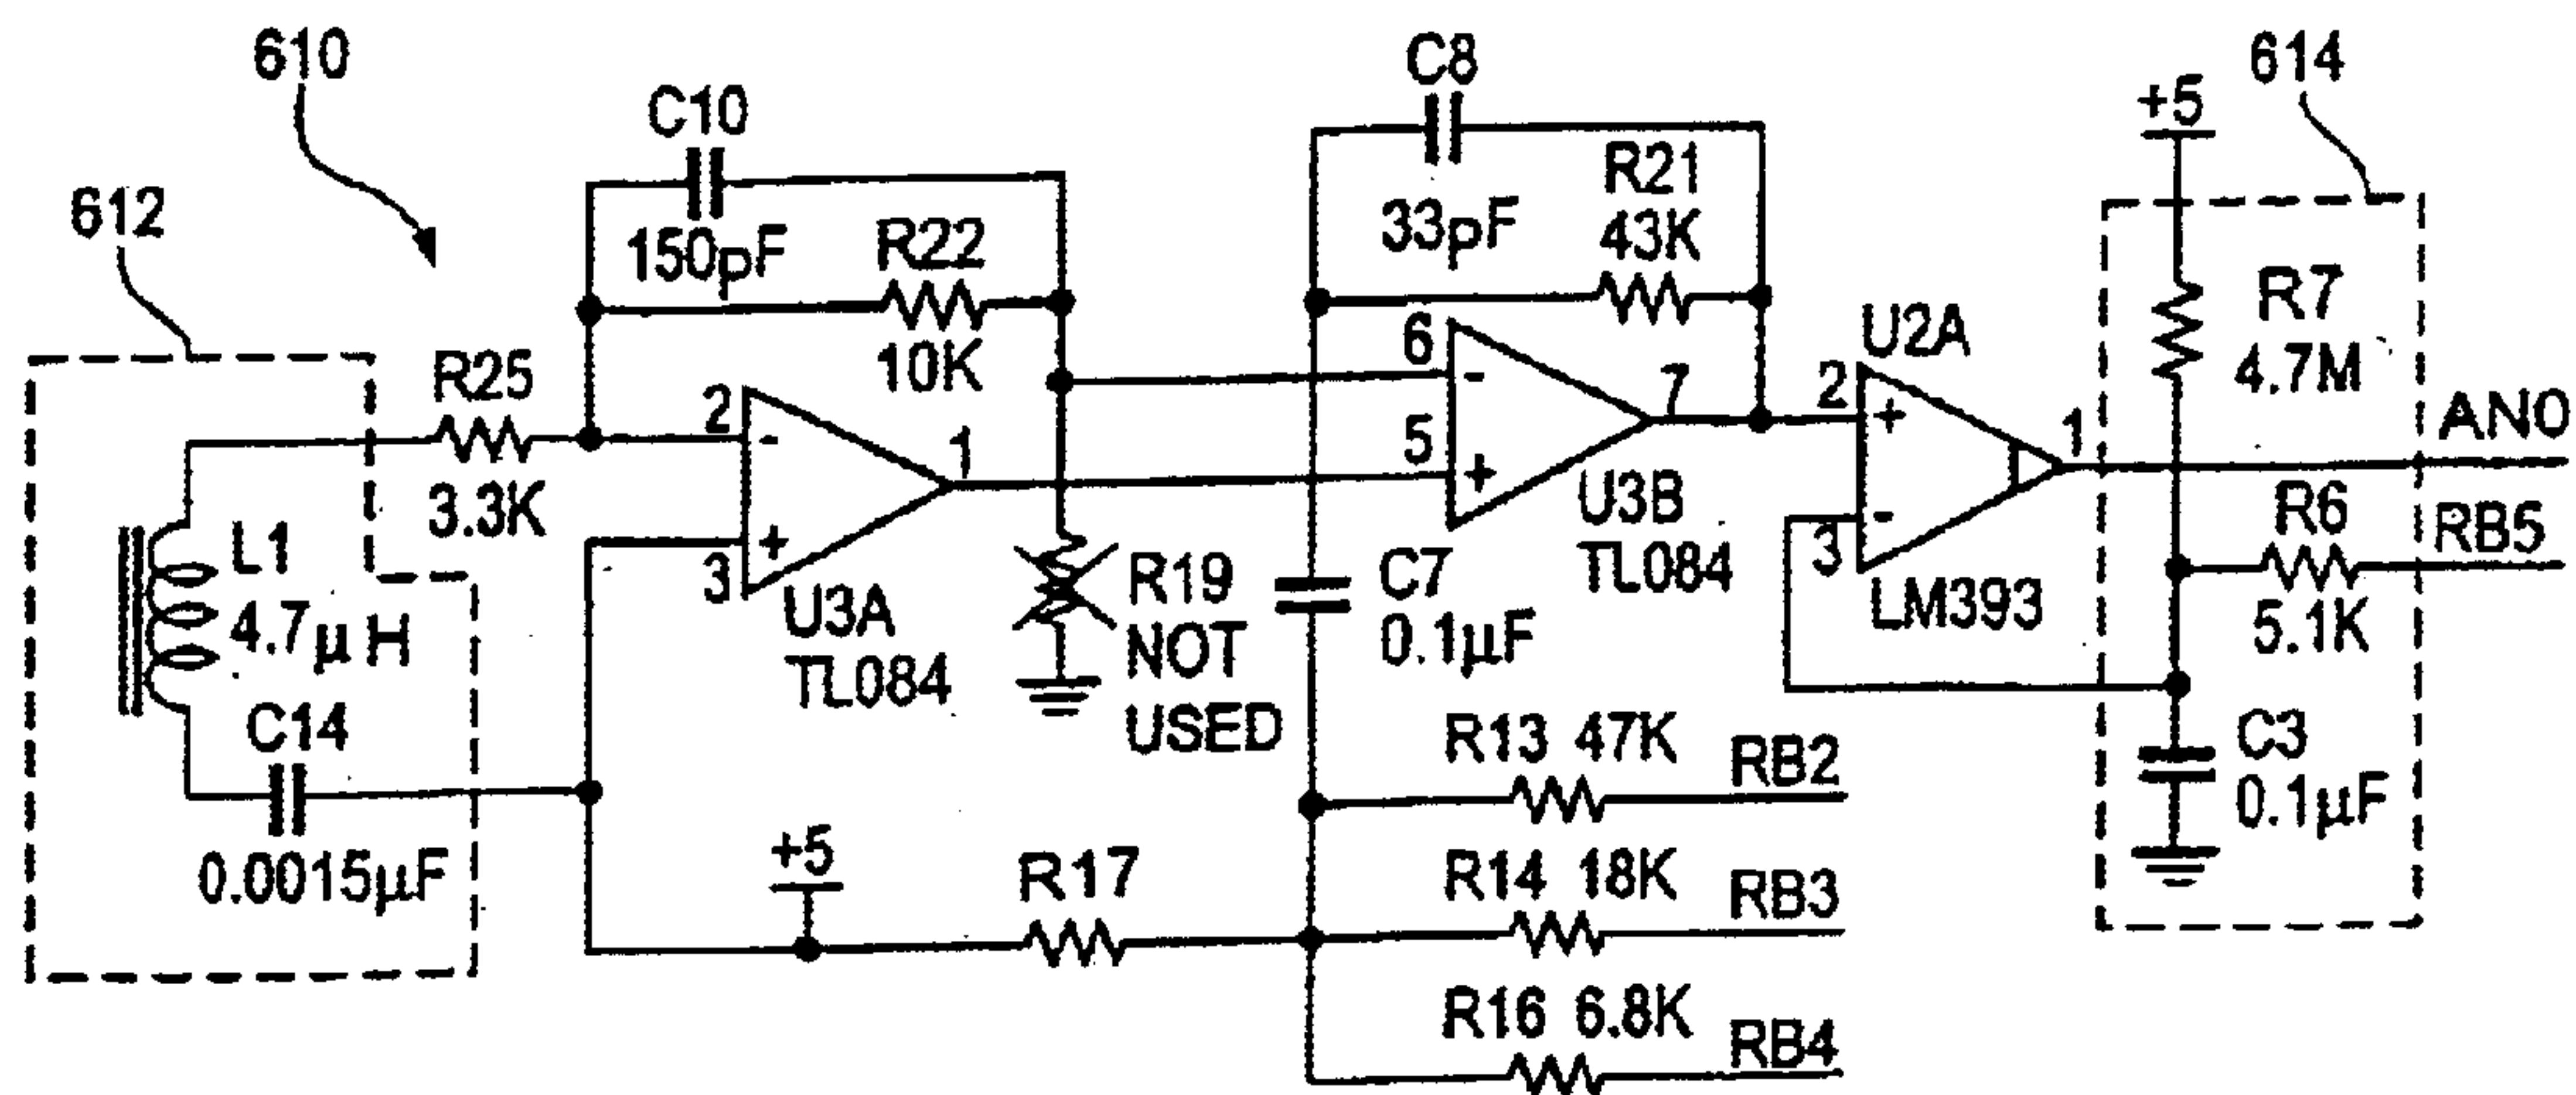 610
612
C10
150pF
R22
10K
R25
3.3K
L1
4.7μH
C14
0.0015μF
2
-
3
+
1
U3A
TL084
R19
NOT
USED
+5
R17
C8
33pF
R21
43K
6
-
5
+
7
U3B
TL084
C7
0.1μF
R13 47K
RB2
R14 18K
RB3
R16 6.8K
RB4
U2A
2
+
3
-
1
LM393
614
+5
R7
4.7M
AN0
R6
5.1K
RB5
C3
0.1μF